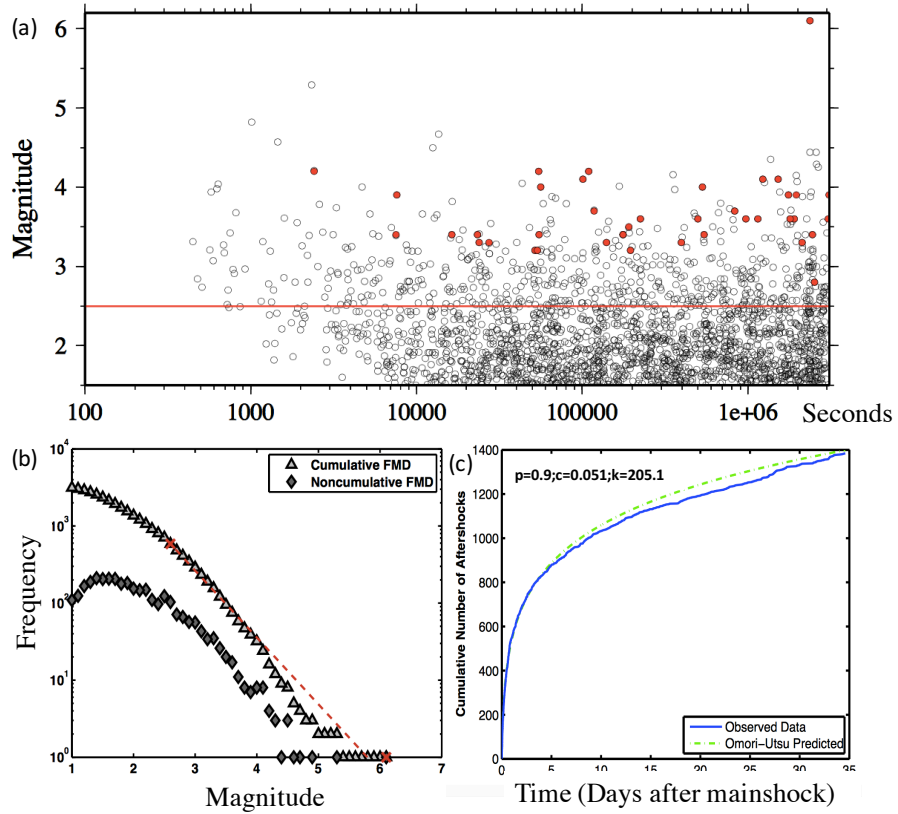 (a)
Magnitude
6
5
4
3
2
100
1000
10000
100000
1e+06
Seconds
(b)
Frequency
10^4
10^3
10^2
10^1
10^0
Cumulative FMD
Noncumulative FMD
1
2
3
4
5
6
7
Magnitude
(c)
Cumulative Number of Aftershocks
1400
1200
1000
800
600
400
200
0
p=0.9;c=0.051;k=205.1
Observed Data
Omori-Utsu Predicted
0
5
10
15
20
25
30
35
Time (Days after mainshock)